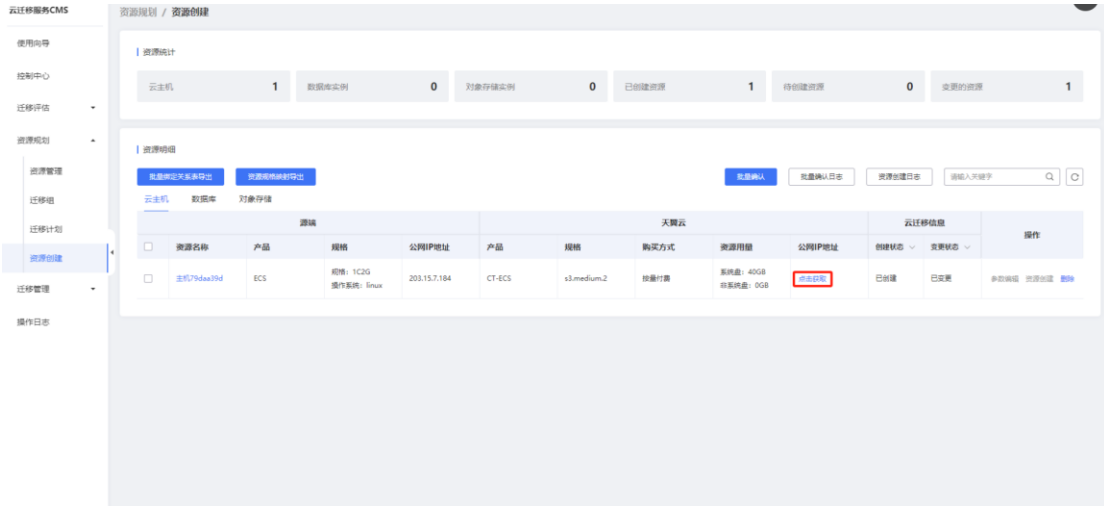 云迁移服务CMS
资源规划 / 资源创建
使用向导
控制中心
迁移评估
资源规划
资源管理
迁移组
迁移计划
资源创建
迁移管理
操作日志
资源统计
云主机 1 数据库实例 0 对象存储实例 0 已创建资源 1 待创建资源 0 变更的资源 1
资源明细
批量绑定关系表导出 资源规格映射导出 批量确认 批量确认日志 资源创建日志 请输入关键字
云主机 数据库 对象存储
源端 天翼云 云迁移信息 操作
资源名称 产品 规格 公网IP地址 产品 规格 购买方式 资源用量 公网IP地址 创建状态 变更状态
主机79daa39d ECS 规格：1C2G 203.15.7.184 CT-ECS s3.medium.2 按量付费 系统盘：40GB 点击获取 已创建 已变更 参数编辑 资源创建 删除
操作系统：linux 非系统盘：0GB